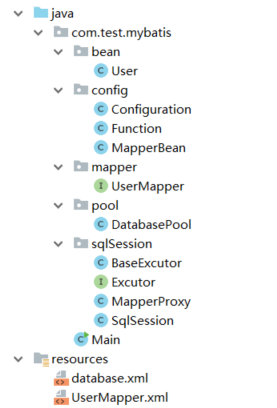 java
com.test.mybatis
bean
User
config
Configuration
Function
MapperBean
mapper
UserMapper
pool
DatabasePool
sqlSession
BaseExcutor
Excutor
MapperProxy
SqlSession
Main
resources
database.xml
UserMapper.xml